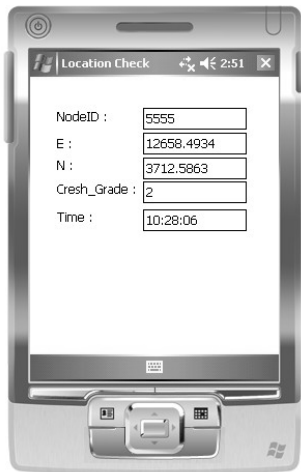 Location Check 2:51
NodeID : 5555
E : 12658.4934
N : 3712.5863
Cresh_Grade : 2
Time : 10:28:06